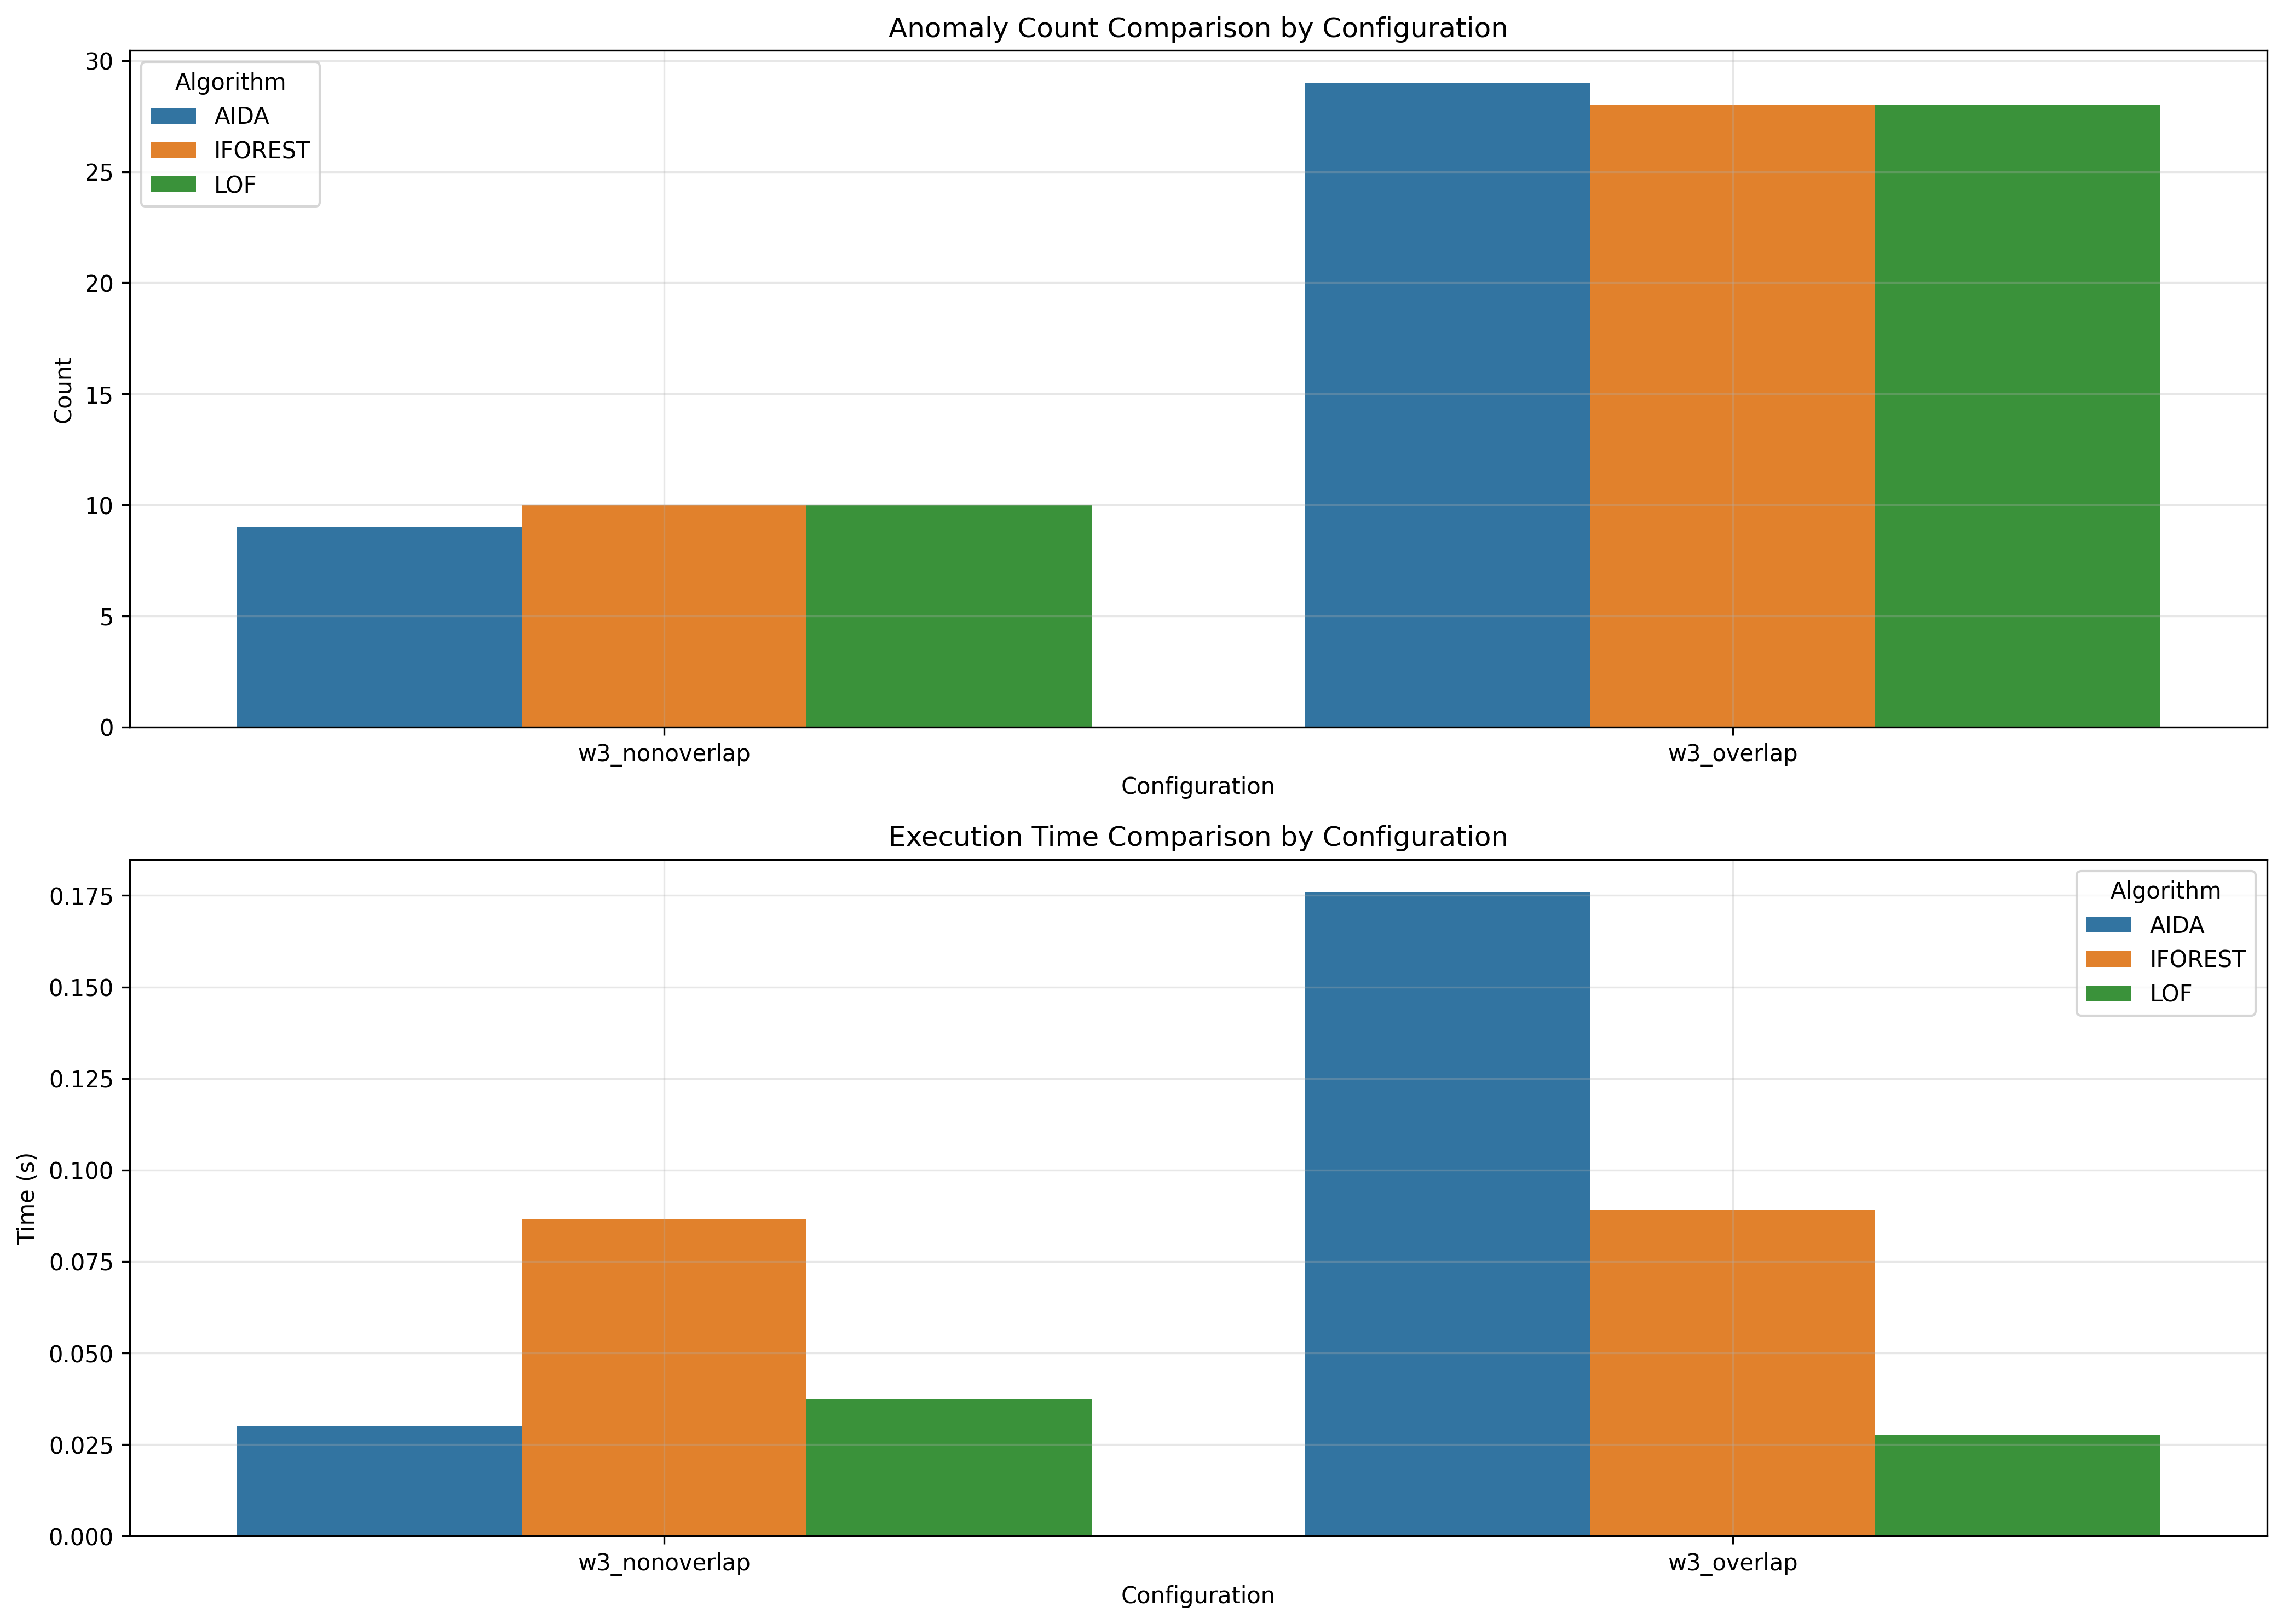 Anomaly Count Comparison by Configuration
30
25
20
15
10
5
0
Count
Algorithm
AIDA
IFOREST
LOF
w3_nonoverlap
w3_overlap
Configuration
Execution Time Comparison by Configuration
0.175
0.150
0.125
0.100
0.075
0.050
0.025
0.000
Time (s)
Algorithm
AIDA
IFOREST
LOF
w3_nonoverlap
w3_overlap
Configuration